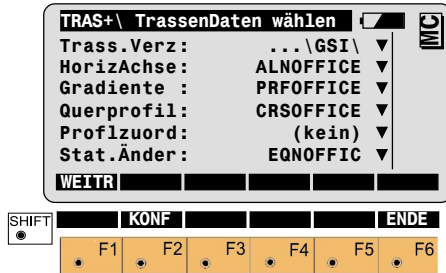 TRAS+\ TrassenDaten wählen
MC
Trass.Verz: ...\GSI\ ▼
HorizAchse: ALNOFFICE ▼
Gradiente : PRFOFFICE ▼
Querprofil: CRSOFFICE ▼
Proflzuord: (kein) ▼
Stat.Änder: EQNOFFIC ▼
WEITR
SHIFT KONF ENDE
F1 F2 F3 F4 F5 F6